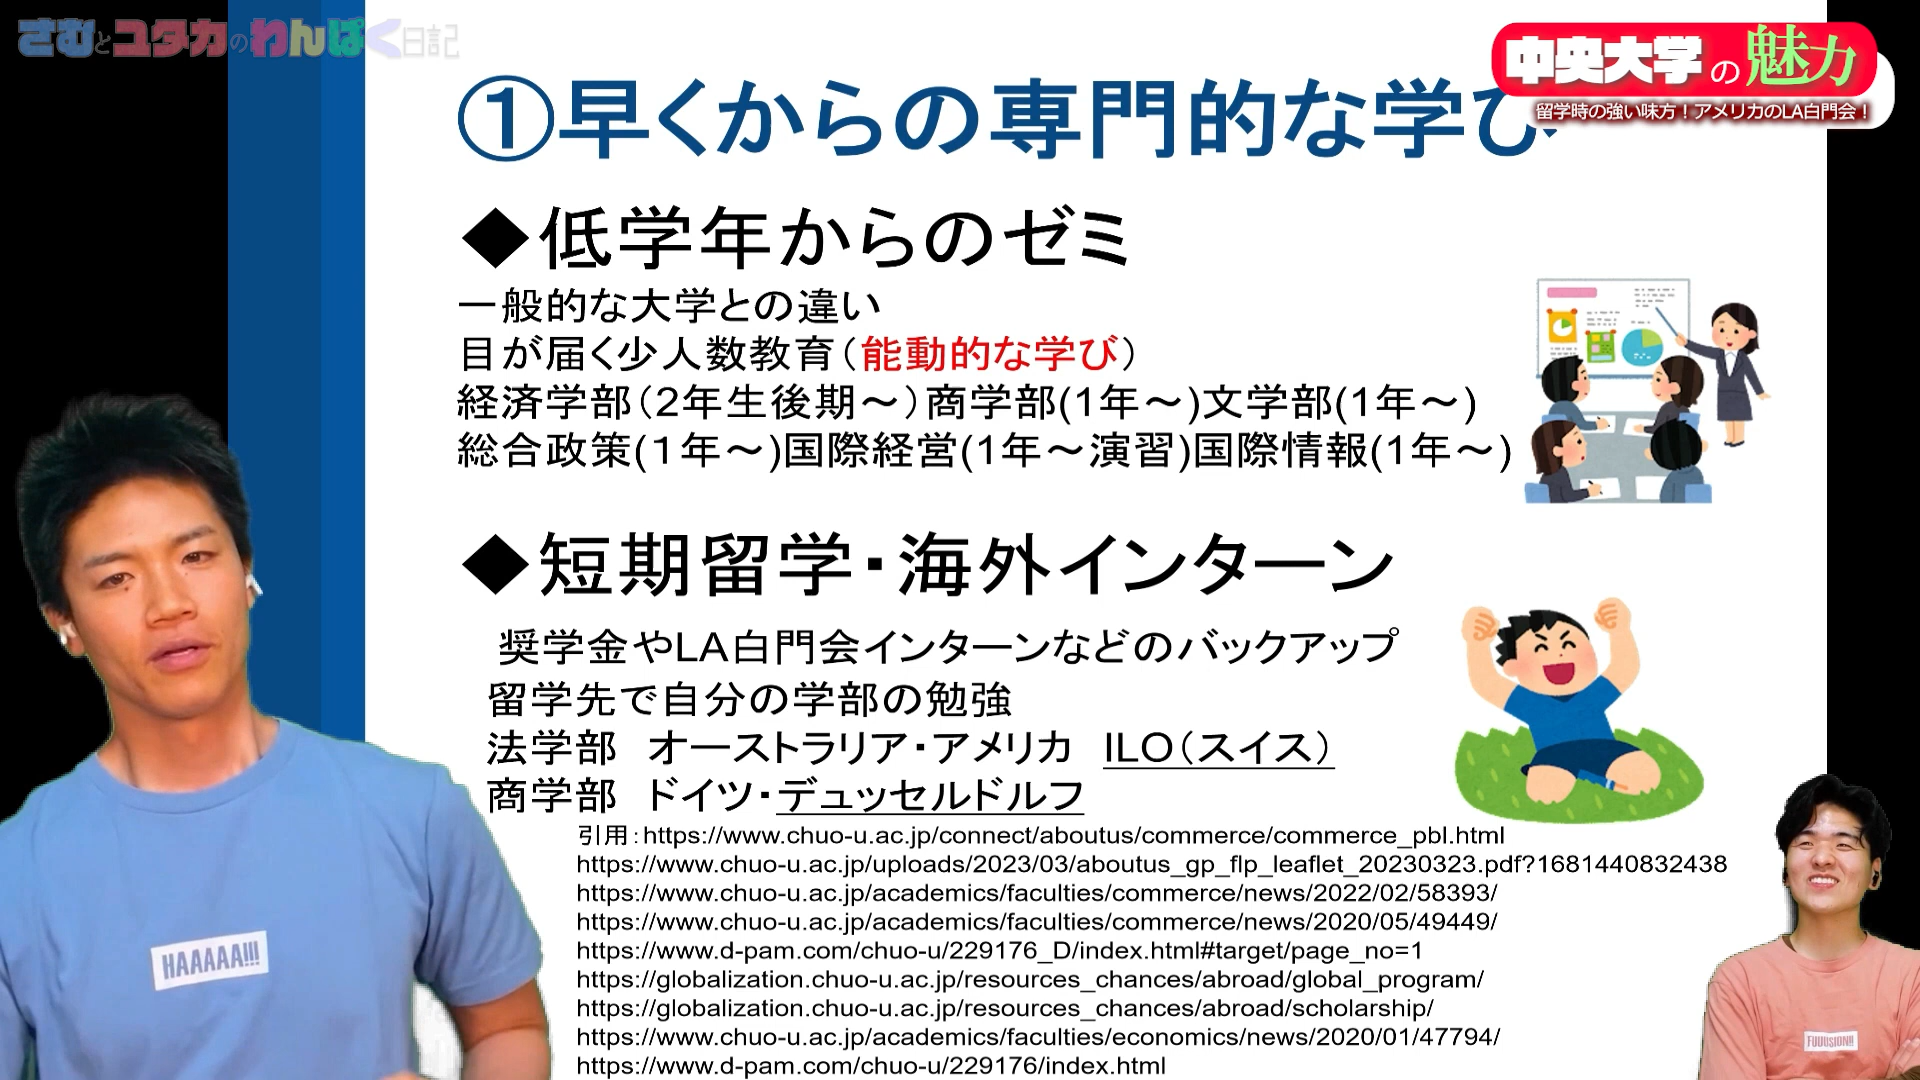 さむとユタカのわんぱく日記
中央大学の魅力
留学時の強い味方！アメリカのLA白門会！
①早くからの専門的な学び
◆低学年からのゼミ
一般的な大学との違い
目が届く少人数教育（能動的な学び）
経済学部（２年生後期～）商学部(1年～)文学部(1年～)
総合政策(１年～)国際経営(1年～演習)国際情報(1年～)
◆短期留学・海外インターン
奨学金やLA白門会インターンなどのバックアップ
留学先で自分の学部の勉強
法学部　オーストラリア・アメリカ　ILO（スイス）
商学部　ドイツ・デュッセルドルフ
引用：https://www.chuo-u.ac.jp/connect/aboutus/commerce/commerce_pbl.html
https://www.chuo-u.ac.jp/uploads/2023/03/aboutus_gp_flp_leaflet_20230323.pdf?1681440832438
https://www.chuo-u.ac.jp/academics/faculties/commerce/news/2022/02/58393/
https://www.chuo-u.ac.jp/academics/faculties/commerce/news/2020/05/49449/
https://www.d-pam.com/chuo-u/229176_D/index.html#target/page_no=1
https://globalization.chuo-u.ac.jp/resources_chances/abroad/global_program/
https://globalization.chuo-u.ac.jp/resources_chances/abroad/scholarship/
https://www.chuo-u.ac.jp/academics/faculties/economics/news/2020/01/47794/
https://www.d-pam.com/chuo-u/229176/index.html
HAAAAA!!!
FUUUSION!!